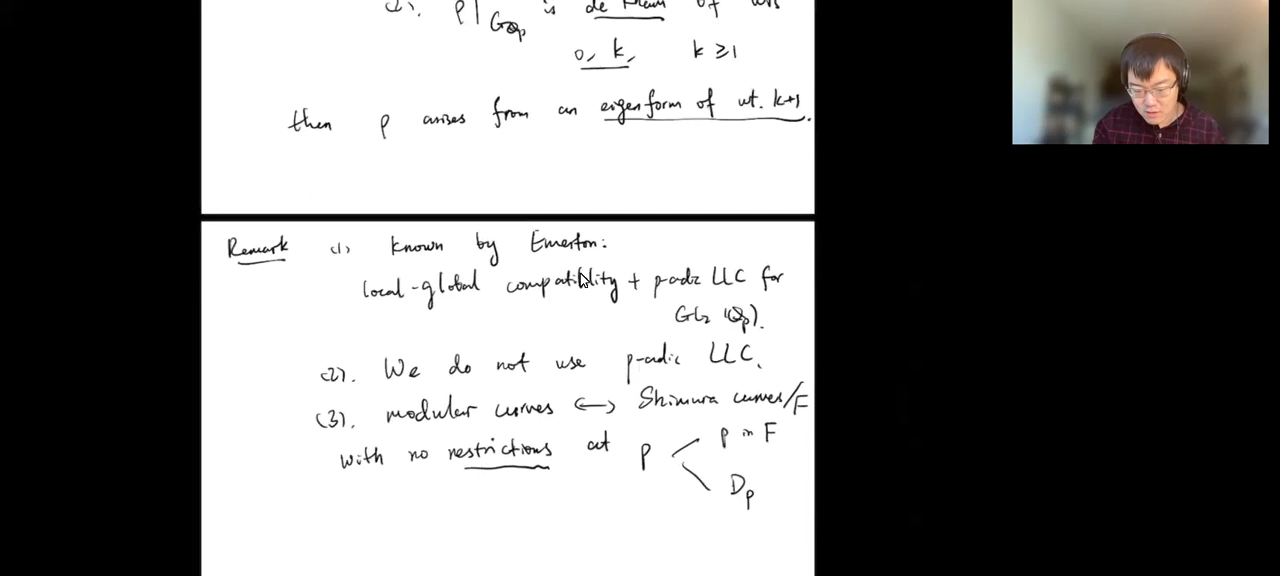 (2). ρ|G_Qp is de Rham of wts
0, k, k ≥ 1
then ρ arises from an eigenform of wt. k+1.
Remark (1) known by Emerton:
local-global compatibility + p-adic LLC for
GL2(Qp).
(2). We do not use p-adic LLC.
(3). modular curves ↔ Shimura curves/F
with no restrictions at p < p in F
Dp